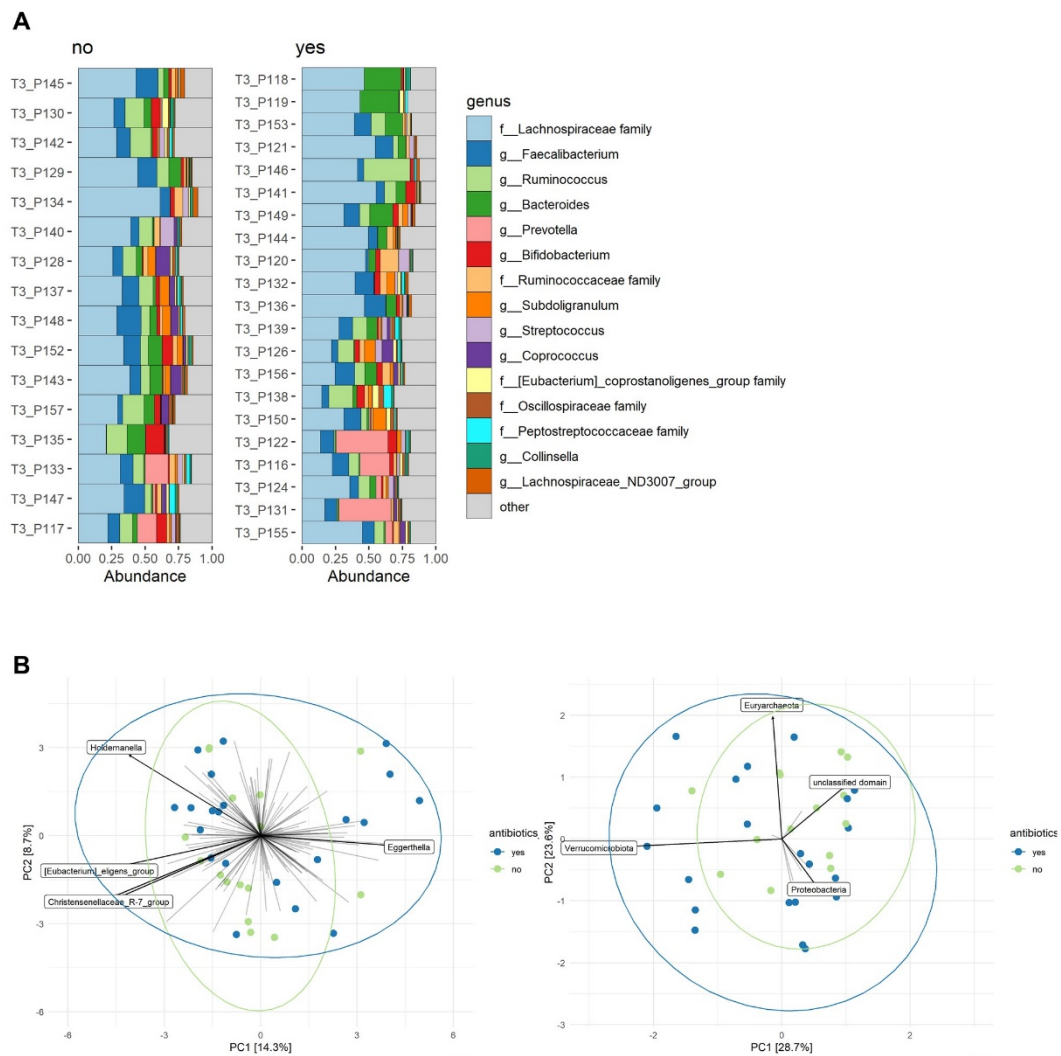 A
no
yes
T3_P145
T3_P130
T3_P142
T3_P129
T3_P134
T3_P140
T3_P128
T3_P137
T3_P148
T3_P152
T3_P143
T3_P157
T3_P135
T3_P133
T3_P147
T3_P117
0.00 0.25 0.50 0.75 1.00
Abundance
T3_P118
T3_P119
T3_P153
T3_P121
T3_P146
T3_P141
T3_P149
T3_P144
T3_P120
T3_P132
T3_P136
T3_P139
T3_P126
T3_P156
T3_P138
T3_P150
T3_P122
T3_P116
T3_P124
T3_P131
T3_P155
0.00 0.25 0.50 0.75 1.00
Abundance
genus
f__Lachnospiraceae family
g__Faecalibacterium
g__Ruminococcus
g__Bacteroides
g__Prevotella
g__Bifidobacterium
f__Ruminococcaceae family
g__Subdoligranulum
g__Streptococcus
g__Coprococcus
f__[Eubacterium]_coprostanoligenes_group family
f__Oscillospiraceae family
f__Peptostreptococcaceae family
g__Collinsella
g__Lachnospiraceae_ND3007_group
other
B
PC2 [8.7%]
3
0
-3
-6
Holdemanella
Eggerthella
[Eubacterium]_eligens_group
Christensenellaceae_R-7_group
-6 -3 0 3 6
PC1 [14.3%]
antibiotics
yes
no
PC2 [23.6%]
2
1
0
-1
-2
-3
Euryarchaeota
unclassified domain
Verrucomicrobiota
Proteobacteria
-2 0 2
PC1 [28.7%]
antibiotics
yes
no